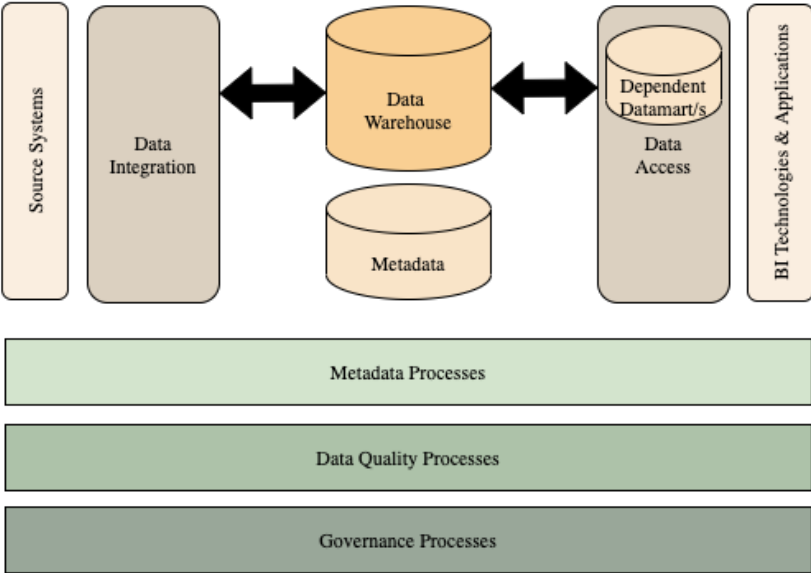 Source Systems
Data
Integration
Data
Warehouse
Metadata
Dependent
Datamart/s
Data
Access
BI Technologies & Applications
Metadata Processes
Data Quality Processes
Governance Processes